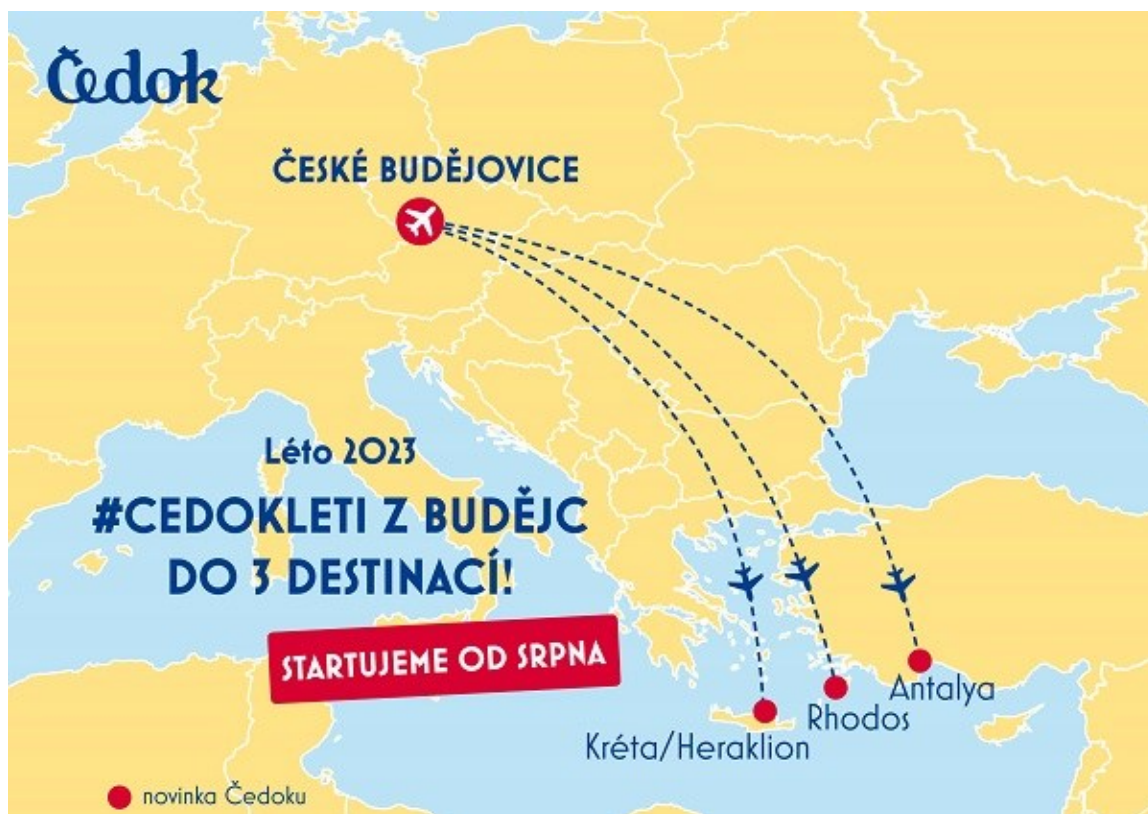 Čedok
ČESKÉ BUDĚJOVICE
Léto 2023
#CEDOKLETI Z BUDĚJC
DO 3 DESTINACÍ!
STARTUJEME OD SRPNA
Antalya
Rhodos
Kréta/Heraklion
novinka Čedoku